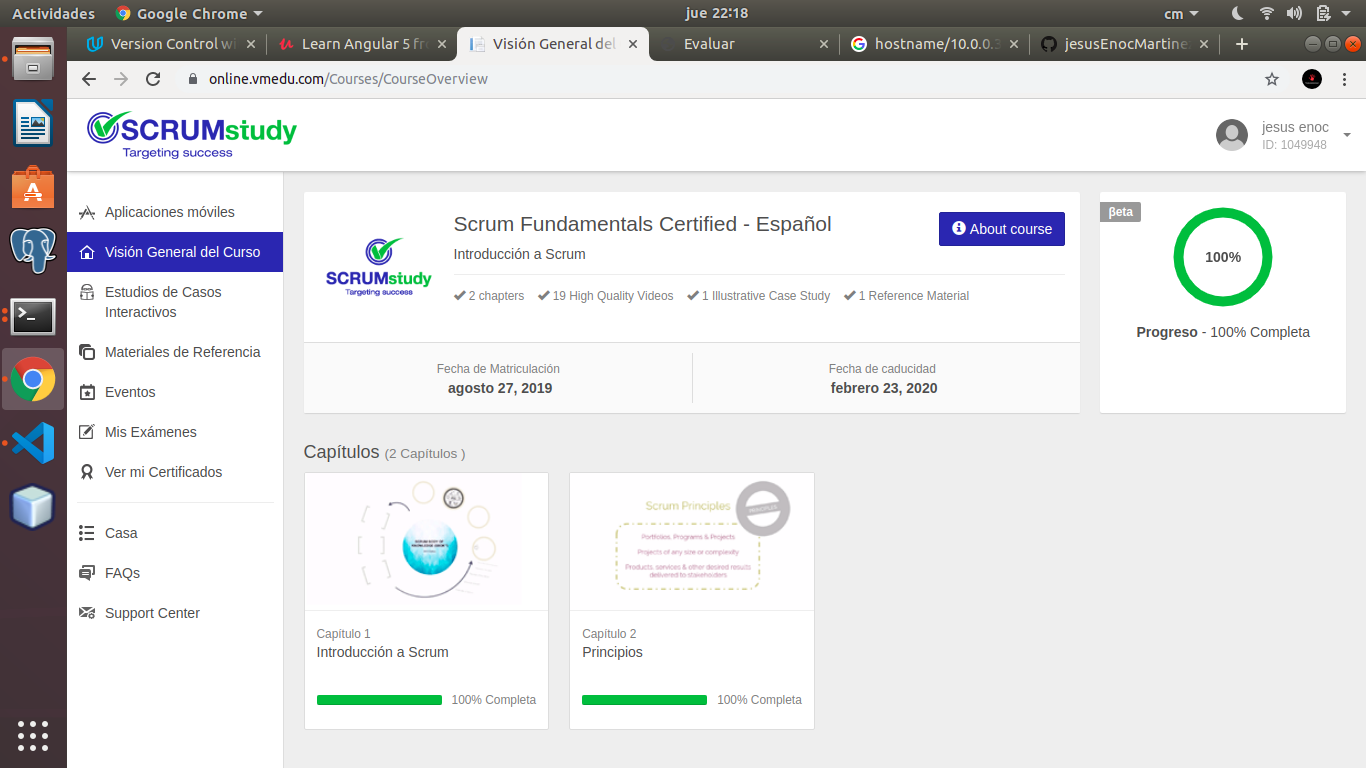 Actividades
Google Chrome
jue 22:18
cm
Version Control wi
Learn Angular 5 fro
Visión General del
Evaluar
hostname/10.0.0.3
jesusEnocMartine
online.vmedu.com/Courses/CourseOverview
SCRUMstudy
Targeting success
jesus enoc
ID: 1049948
Aplicaciones móviles
Visión General del Curso
Estudios de Casos
Interactivos
Materiales de Referencia
Eventos
Mis Exámenes
Ver mi Certificados
Casa
FAQs
Support Center
SCRUMstudy
Targeting success
Scrum Fundamentals Certified - Español
Introducción a Scrum
About course
2 chapters
19 High Quality Videos
1 Illustrative Case Study
1 Reference Material
Fecha de Matriculación
agosto 27, 2019
Fecha de caducidad
febrero 23, 2020
βeta
100%
Progreso - 100% Completa
Capítulos (2 Capítulos )
Capítulo 1
Introducción a Scrum
100% Completa
Scrum Principles
PRINCIPLES
Portfolios, Programs & Projects
Projects of any size or complexity
Products, services & other desired results
delivered to stakeholders
Capítulo 2
Principios
100% Completa